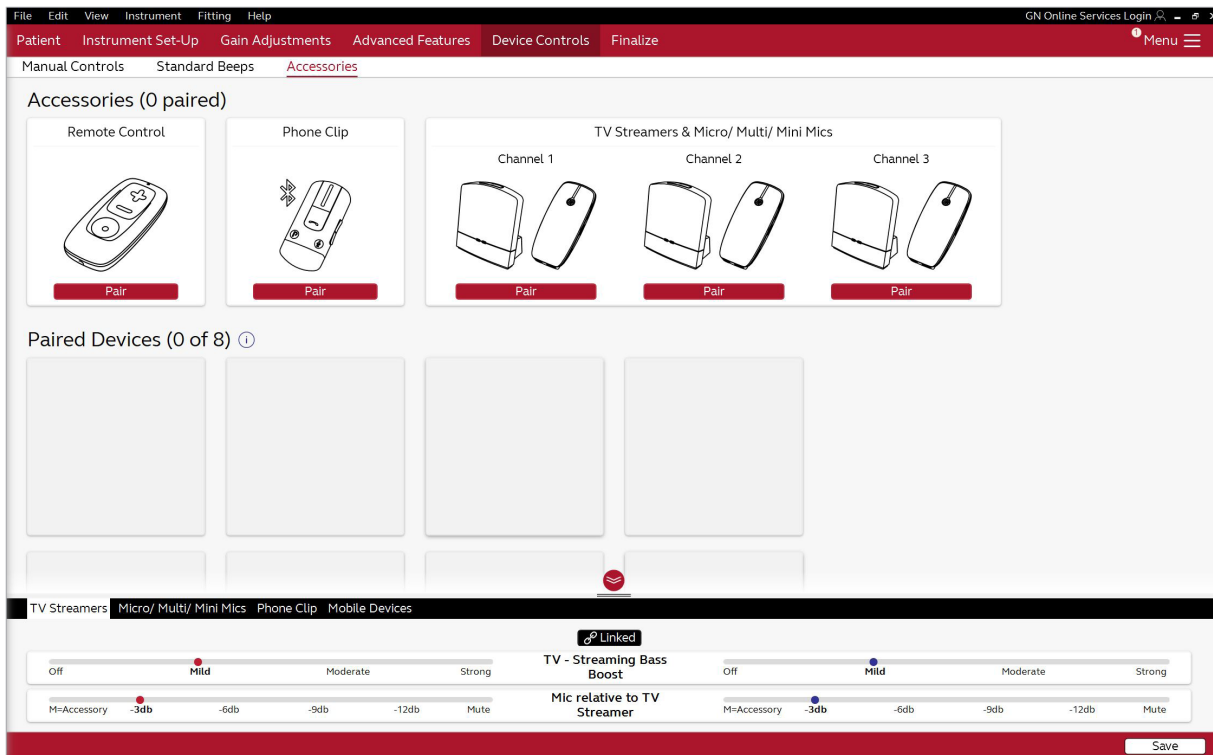 File Edit View Instrument Fitting Help GN Online Services Login
Patient Instrument Set-Up Gain Adjustments Advanced Features Device Controls Finalize 1 Menu
Manual Controls Standard Beeps Accessories
Accessories (0 paired)
Remote Control Phone Clip TV Streamers & Micro/ Multi/ Mini Mics
Channel 1 Channel 2 Channel 3
Pair Pair Pair Pair Pair
Paired Devices (0 of 8)
TV Streamers Micro/ Multi/ Mini Mics Phone Clip Mobile Devices
Linked
Off Mild Moderate Strong TV - Streaming Bass Off Mild Moderate Strong
Boost
M=Accessory -3db -6db -9db -12db Mute Mic relative to TV M=Accessory -3db -6db -9db -12db Mute
Streamer
Save